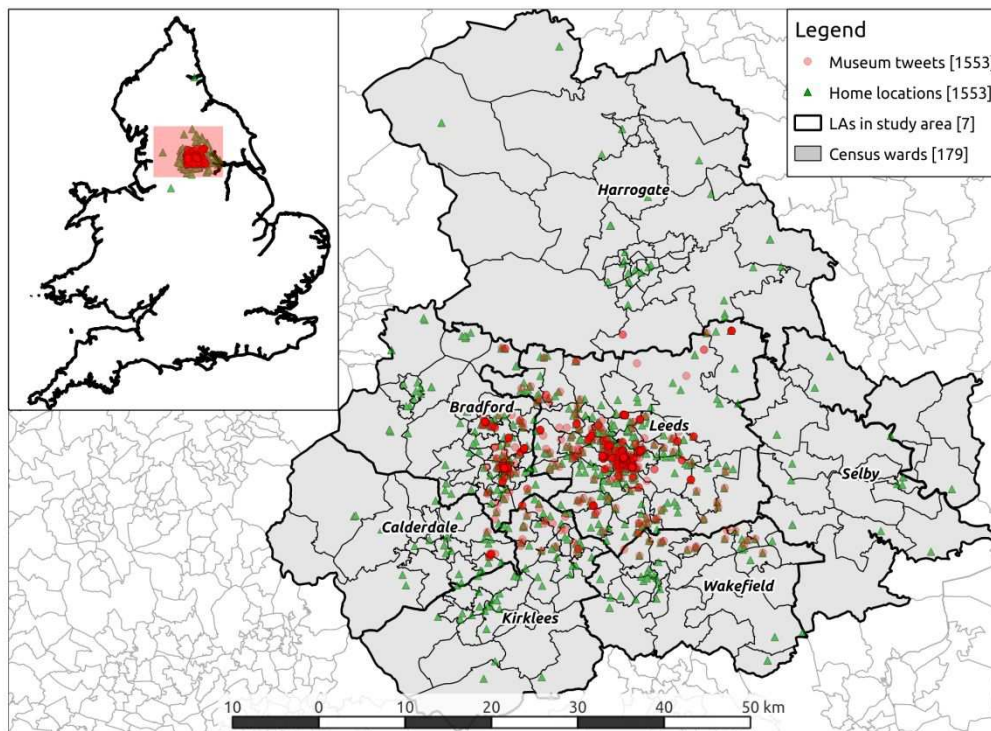 Legend
Museum tweets [1553]
Home locations [1553]
LAs in study area [7]
Census wards [179]
Harrogate
Bradford
Leeds
Selby
Calderdale
Wakefield
Kirklees
10 0 10 20 30 40 50 km